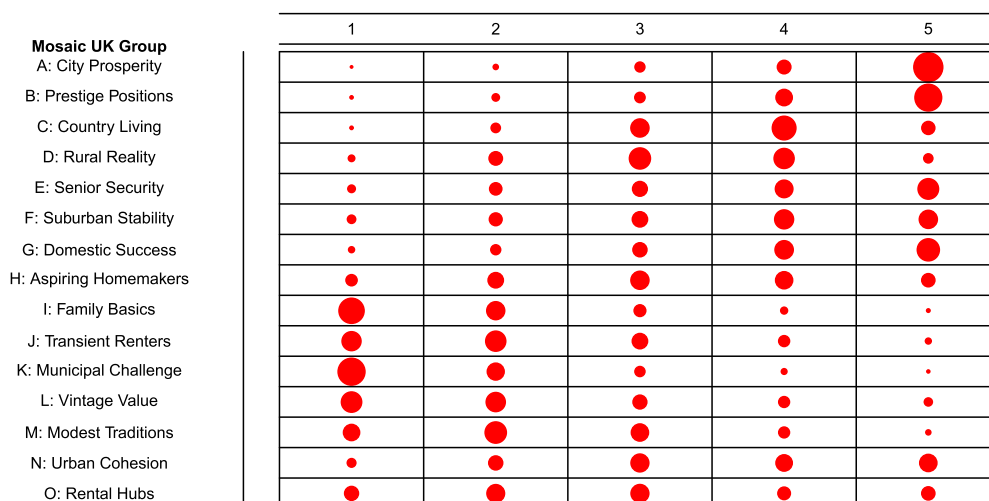 1 2 3 4 5
Mosaic UK Group
A: City Prosperity
B: Prestige Positions
C: Country Living
D: Rural Reality
E: Senior Security
F: Suburban Stability
G: Domestic Success
H: Aspiring Homemakers
I: Family Basics
J: Transient Renters
K: Municipal Challenge
L: Vintage Value
M: Modest Traditions
N: Urban Cohesion
O: Rental Hubs